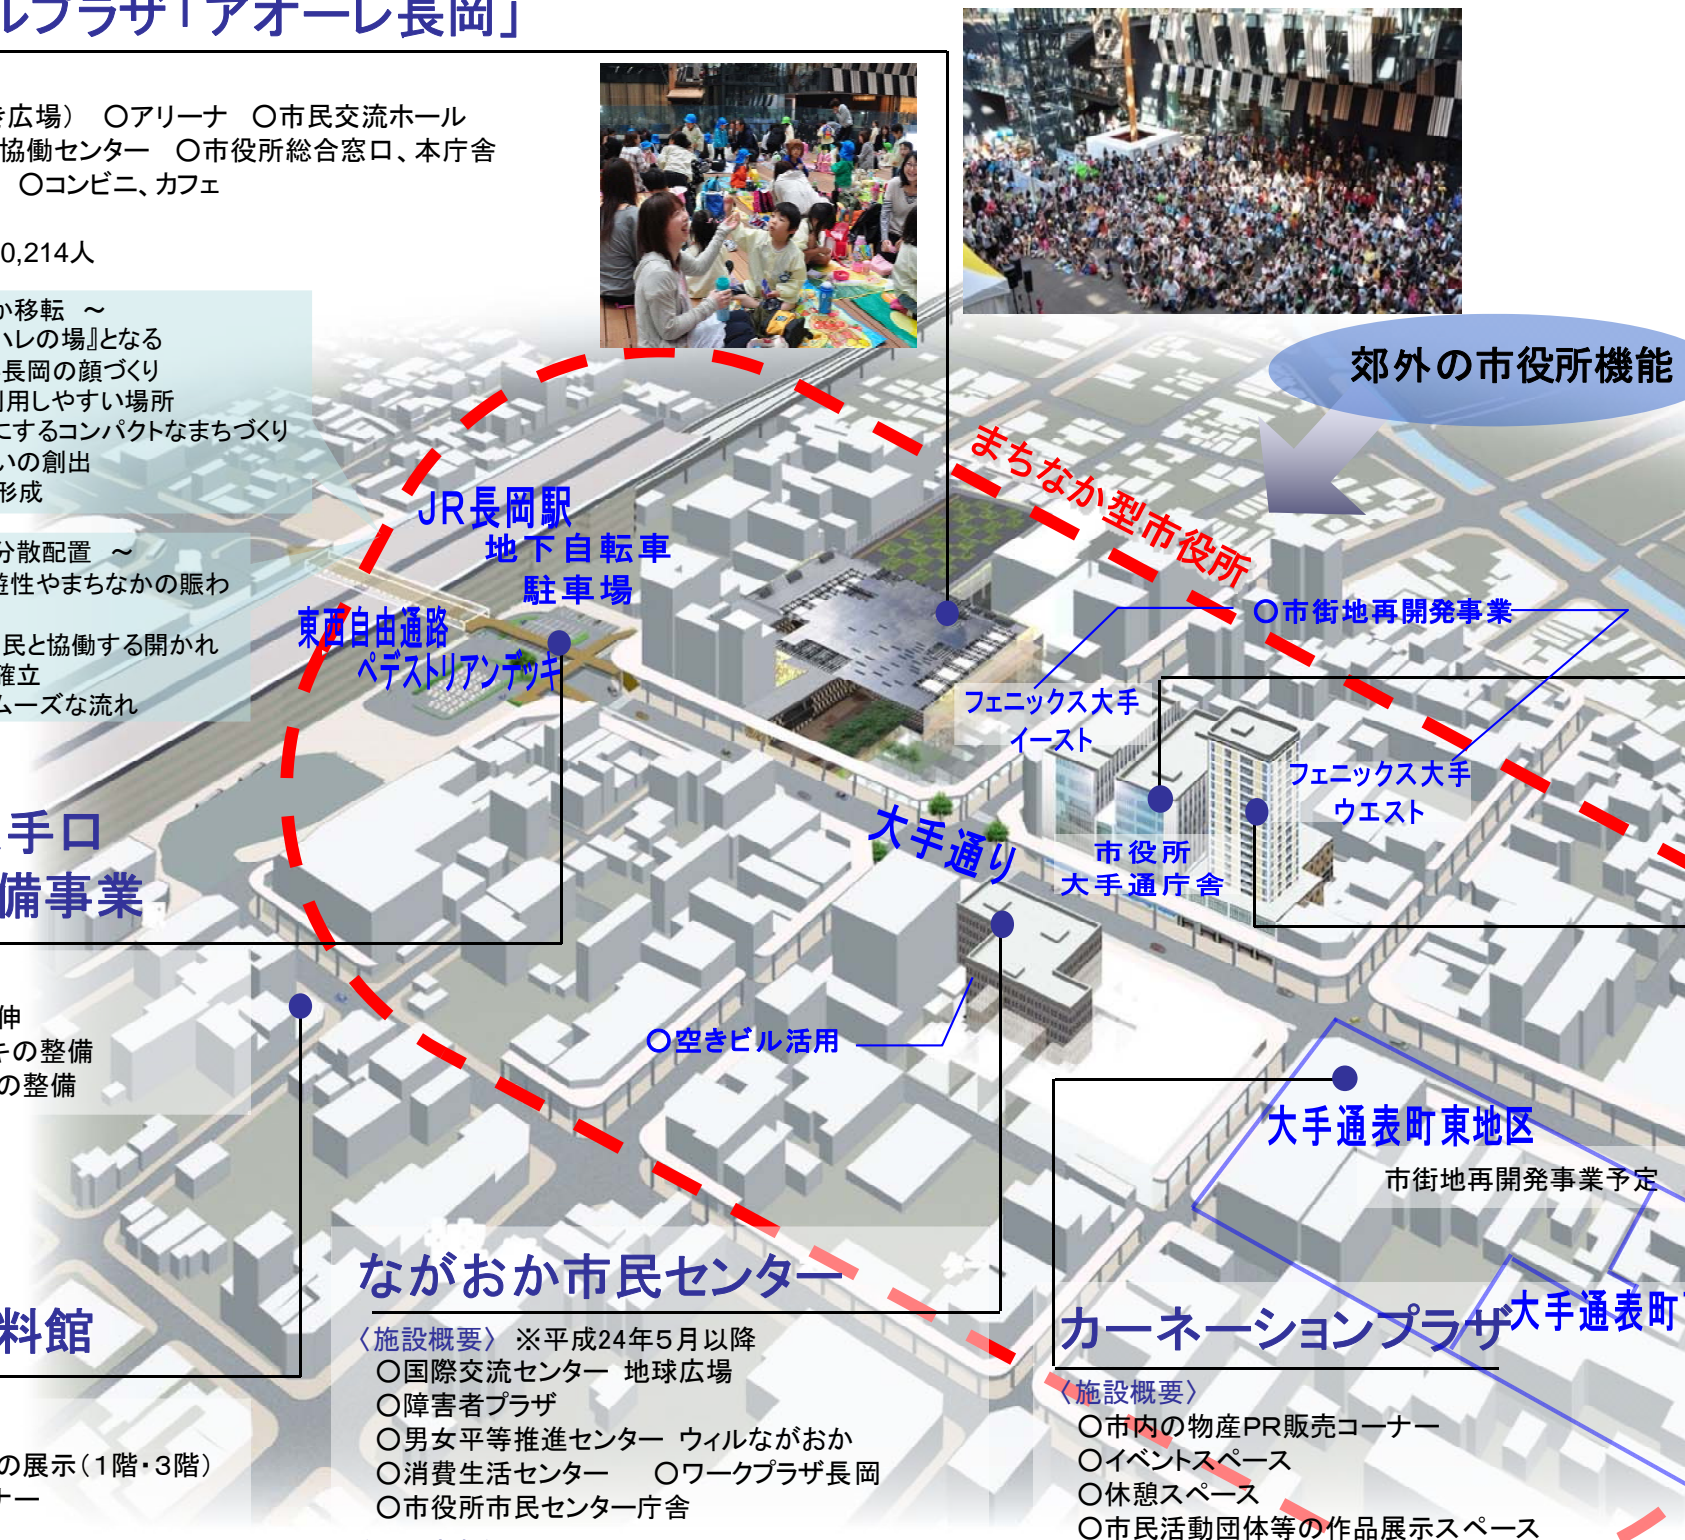 ルプラザ「アオーレ長岡」
き広場）　○アリーナ　○市民交流ホール
協働センター　○市役所総合窓口、本庁舎
○コンビニ、カフェ
0,214人
か移転　～
ハレの場』となる
長岡の顔づくり
利用しやすい場所
にするコンパクトなまちづくり
いの創出
形成
分散配置　～
遊性やまちなかの賑わ
民と協働する開かれ
確立
ムーズな流れ
郊外の市役所機能
まちなか型市役所
JR長岡駅
地下自転車
駐車場
東西自由通路
ペデストリアンデッキ
○市街地再開発事業
フェニックス大手
イースト
フェニックス大手
ウエスト
市役所
大手通庁舎
大手通り
手口
備事業
伸
キの整備
の整備
○空きビル活用
大手通表町東地区
市街地再開発事業予定
大手通表町
料館
の展示（1階・3階）
ナー
ながおか市民センター
〈施設概要〉 ※平成24年5月以降
○国際交流センター 地球広場
○障害者プラザ
○男女平等推進センター ウィルながおか
○消費生活センター　○ワークプラザ長岡
○市役所市民センター庁舎
カーネーションプラザ
〈施設概要〉
○市内の物産PR販売コーナー
○イベントスペース
○休憩スペース
○市民活動団体等の作品展示スペース